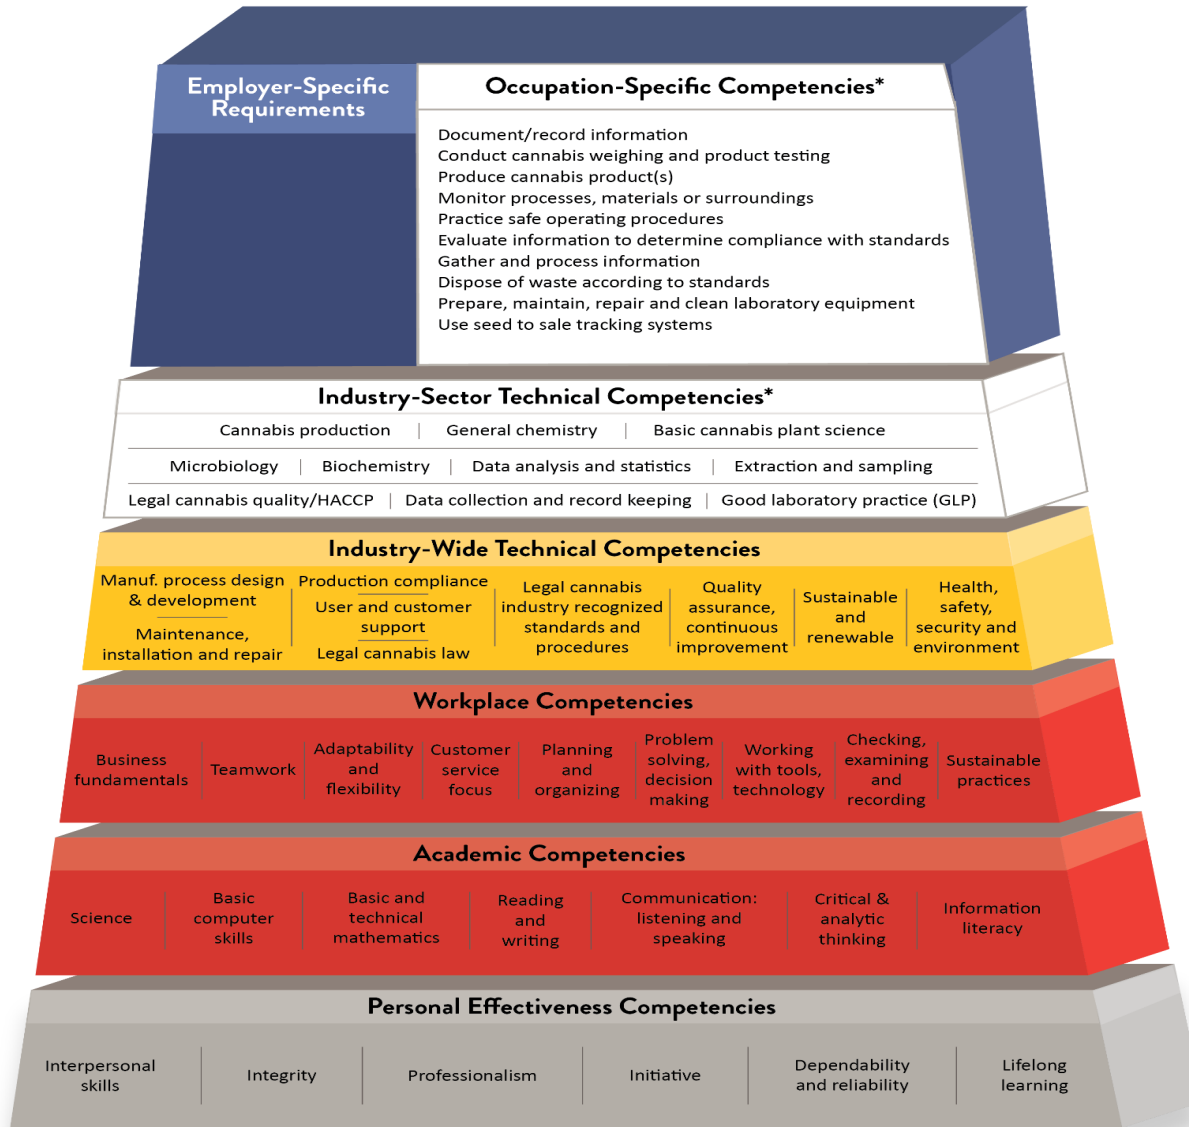 Employer-Specific
Requirements
Occupation-Specific Competencies*
Document/record information
Conduct cannabis weighing and product testing
Produce cannabis product(s)
Monitor processes, materials or surroundings
Practice safe operating procedures
Evaluate information to determine compliance with standards
Gather and process information
Dispose of waste according to standards
Prepare, maintain, repair and clean laboratory equipment
Use seed to sale tracking systems
Industry-Sector Technical Competencies*
Cannabis production | General chemistry | Basic cannabis plant science
Microbiology | Biochemistry | Data analysis and statistics | Extraction and sampling
Legal cannabis quality/HACCP | Data collection and record keeping | Good laboratory practice (GLP)
Industry-Wide Technical Competencies
Manuf. process design
& development
Maintenance,
installation and repair
Production compliance
User and customer
support
Legal cannabis law
Legal cannabis
industry recognized
standards and
procedures
Quality
assurance,
continuous
improvement
Sustainable
and
renewable
Health,
safety,
security and
environment
Workplace Competencies
Business
fundamentals
Teamwork
Adaptability
and
flexibility
Customer
service
focus
Planning
and
organizing
Problem
solving,
decision
making
Working
with tools,
technology
Checking,
examining
and
recording
Sustainable
practices
Academic Competencies
Science
Basic
computer
skills
Basic and
technical
mathematics
Reading
and
writing
Communication:
listening and
speaking
Critical &
analytic
thinking
Information
literacy
Personal Effectiveness Competencies
Interpersonal
skills
Integrity
Professionalism
Initiative
Dependability
and reliability
Lifelong
learning